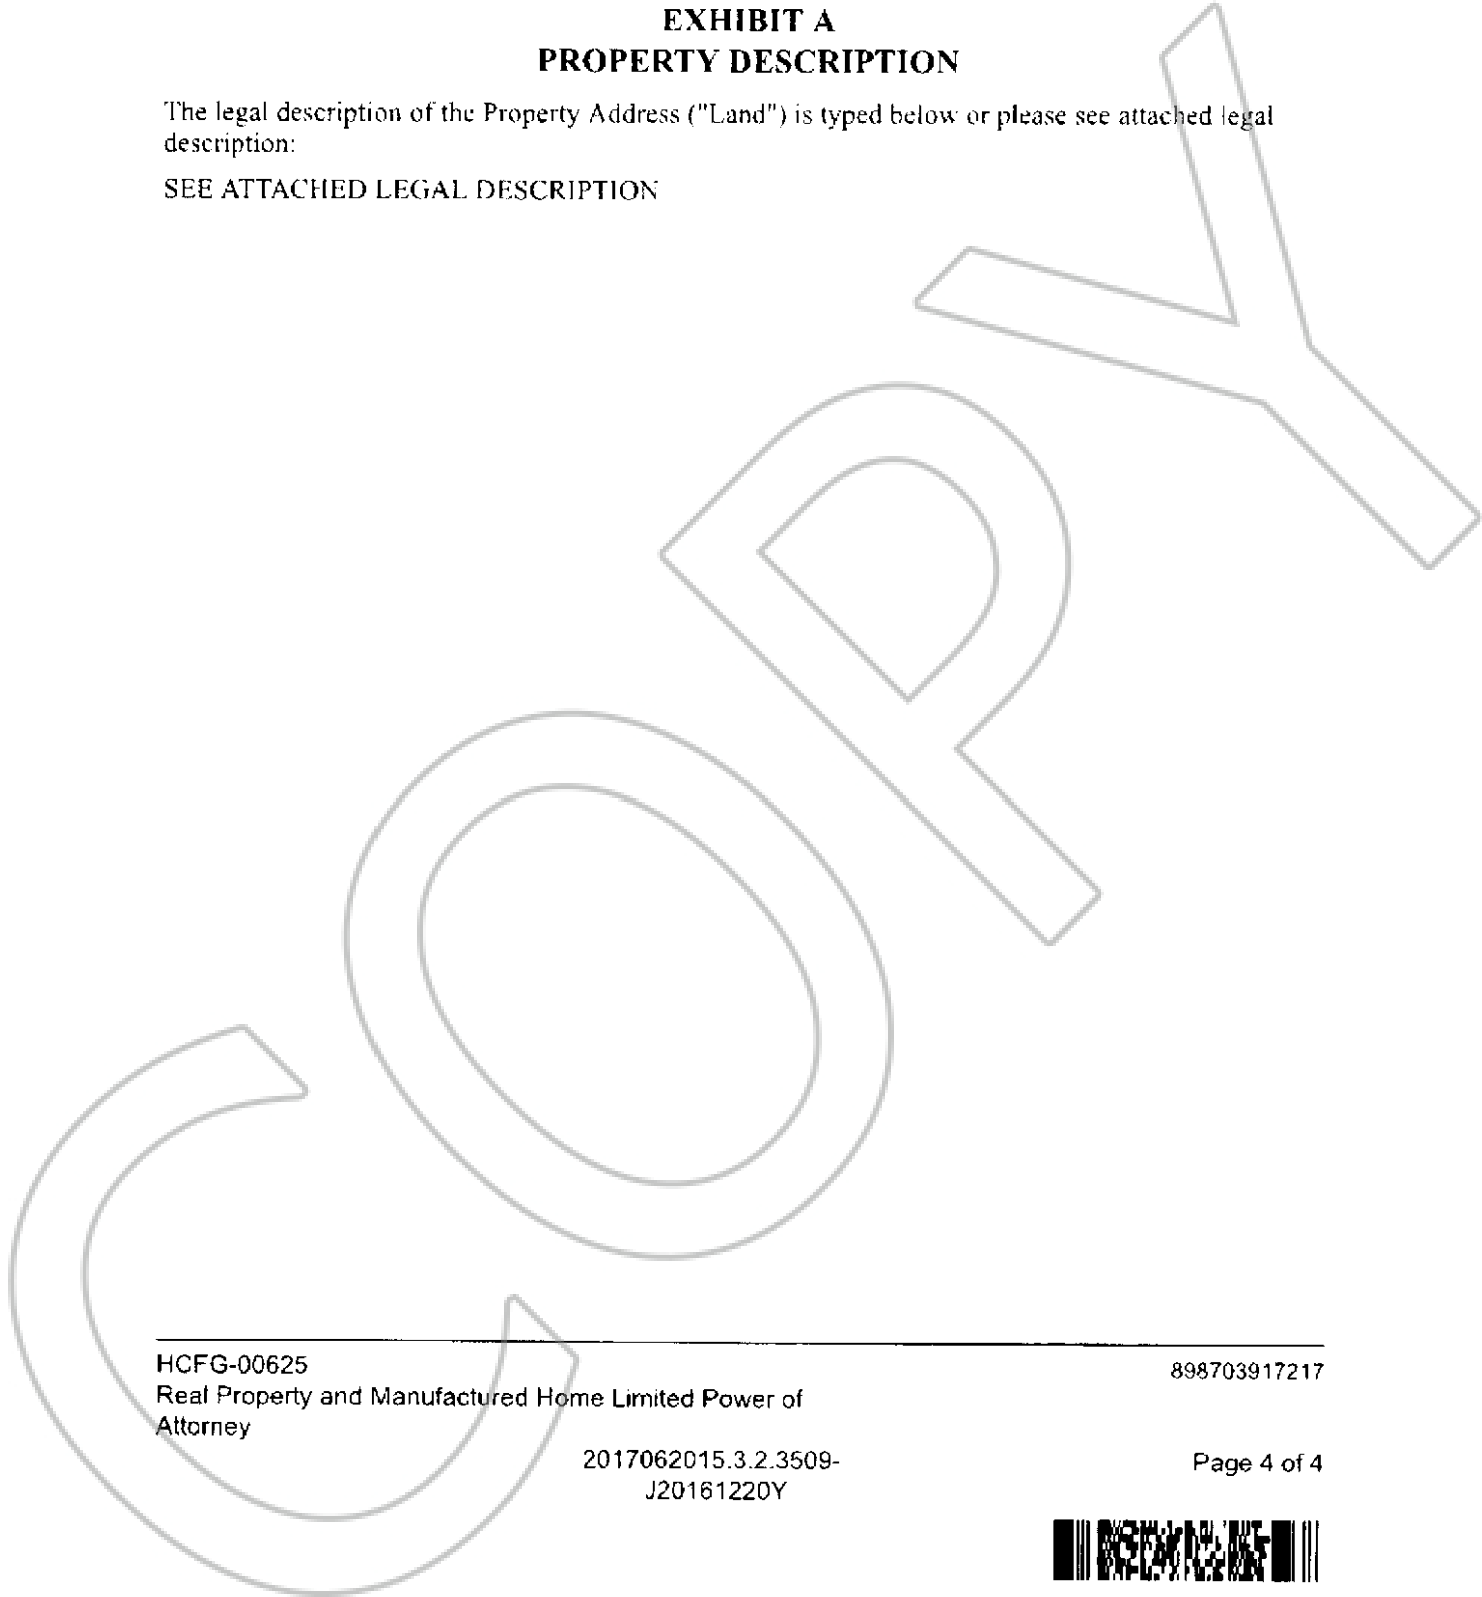 EXHIBIT A
PROPERTY DESCRIPTION
The legal description of the Property Address ("Land") is typed below or please see attached legal
description:
SEE ATTACHED LEGAL DESCRIPTION
COPY
HCFG-00625
898703917217
Real Property and Manufactured Home Limited Power of
Attorney
2017062015.3.2.3509-
J20161220Y
Page 4 of 4